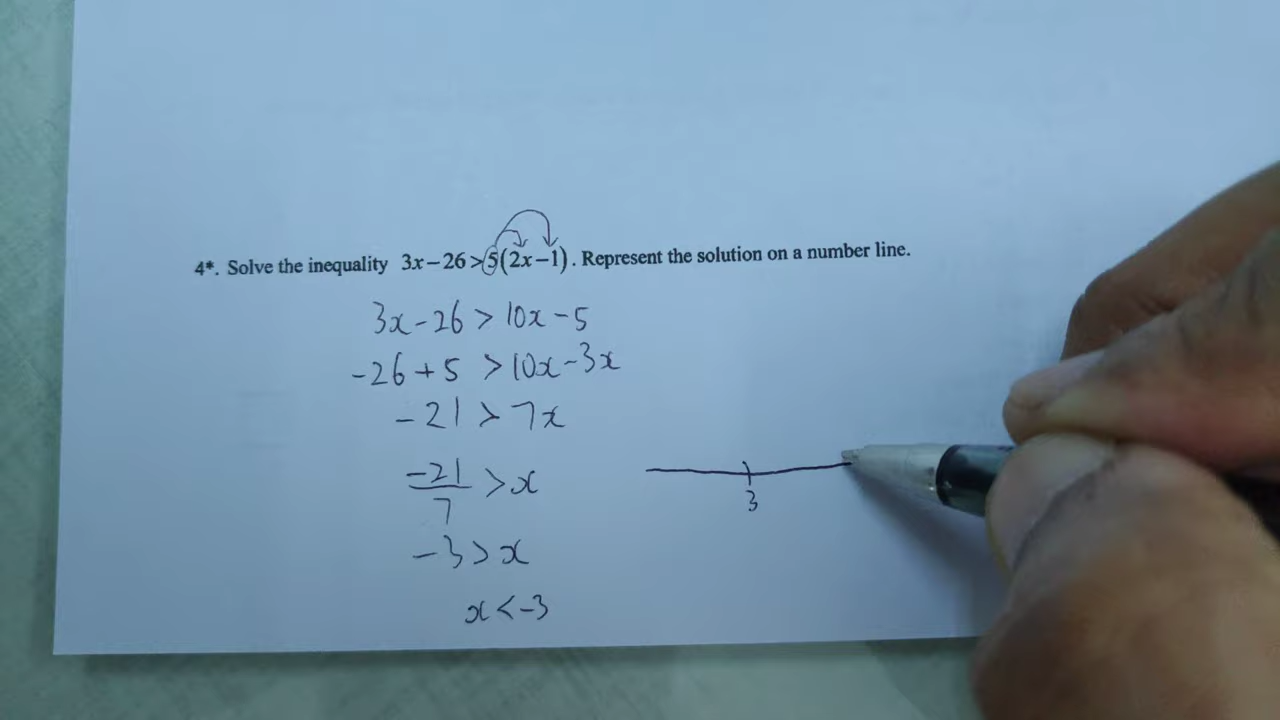 4*. Solve the inequality 3x−26>5(2x−1). Represent the solution on a number line.
3x-26 > 10x-5
-26+5 > 10x-3x
-21 > 7x
-21/7 > x
3
-3 > x
x < -3